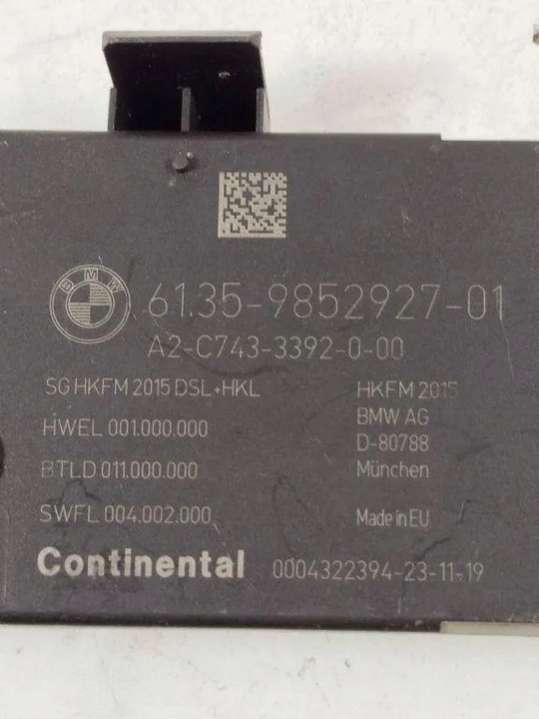 BMW
61.35-9852927-01
A2-C743-3392-0-00
SG HKFM 2015 DSL+HKL
HWEL 001.000.000
BTLD 011.000.000
SWFL 004.002.000
HKFM 2015
BMW AG
D-80788
München
Made in EU
Continental 0004322394-23-11-19